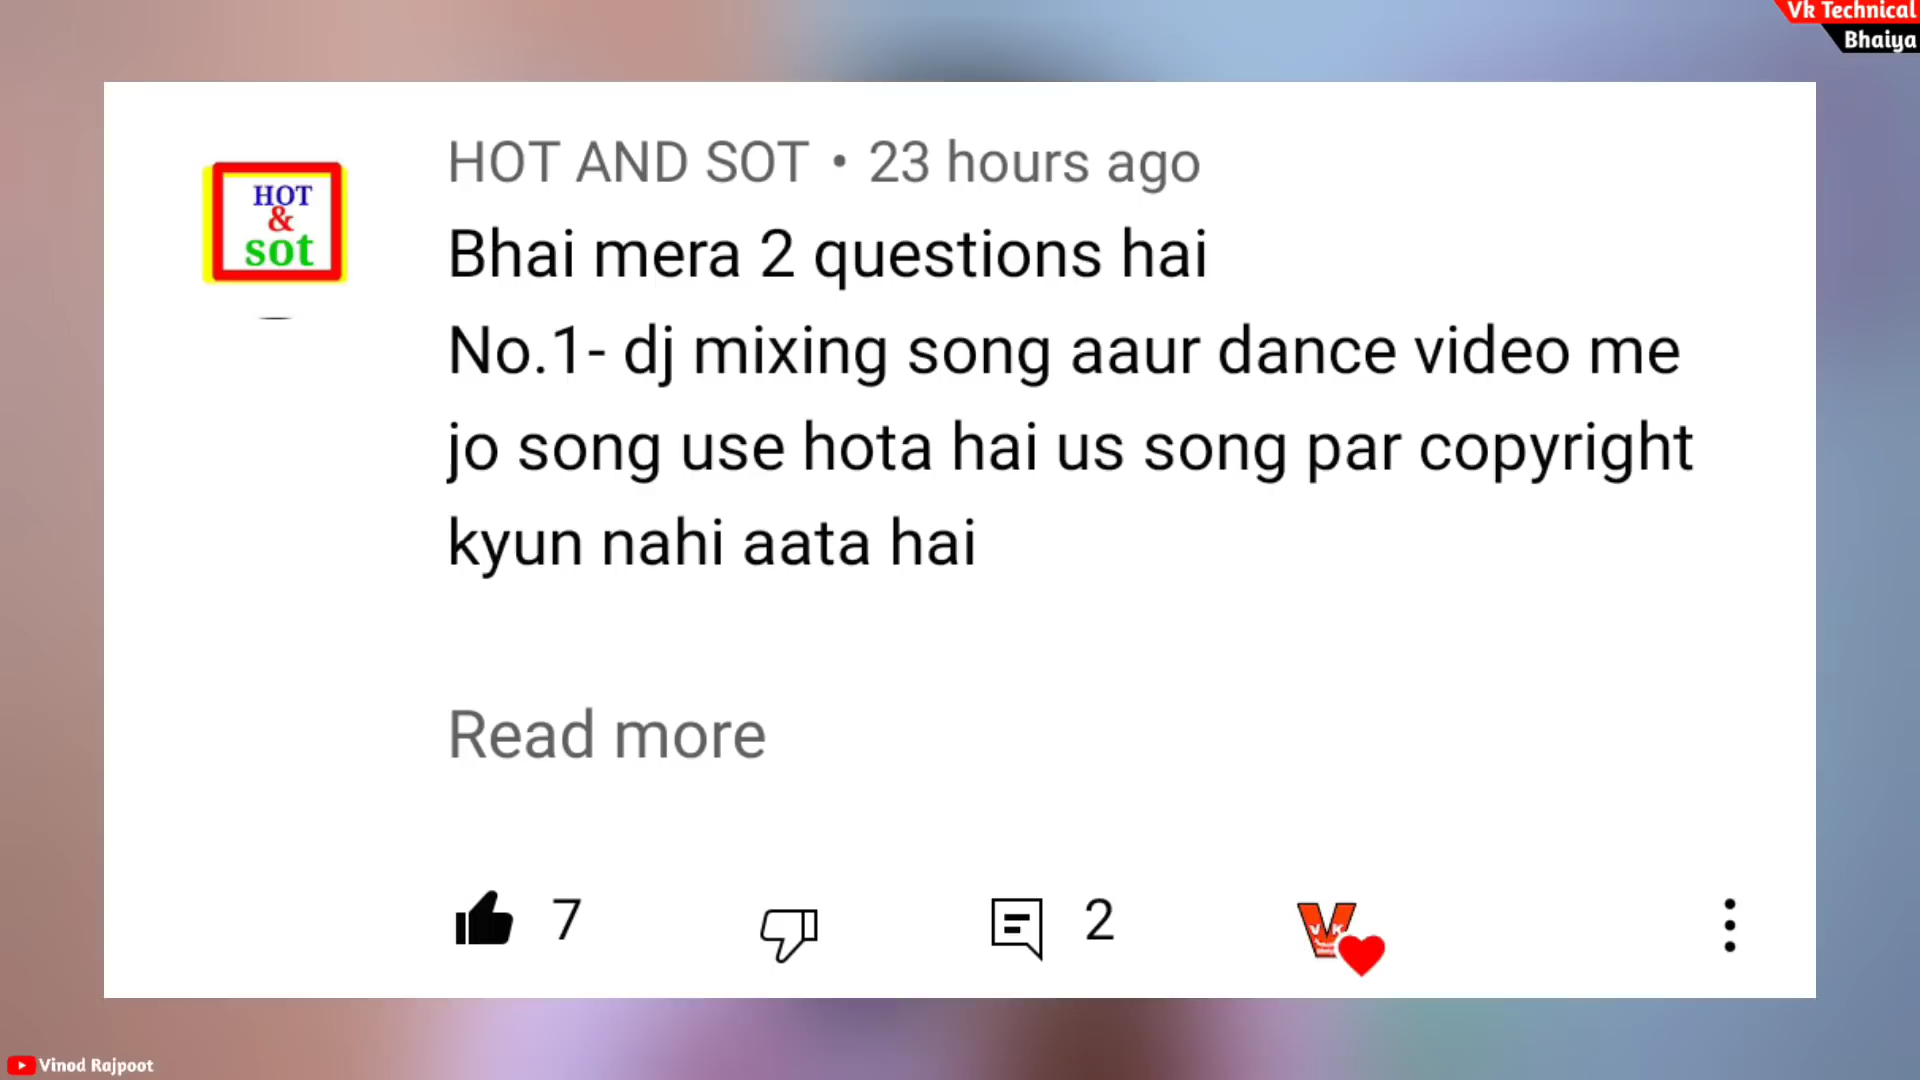 Vk Technical
Bhaiya
HOT
&
sot
HOT AND SOT • 23 hours ago
Bhai mera 2 questions hai
No.1- dj mixing song aaur dance video me
jo song use hota hai us song par copyright
kyun nahi aata hai
Read more
7
2
VK
Vinod Rajpoot